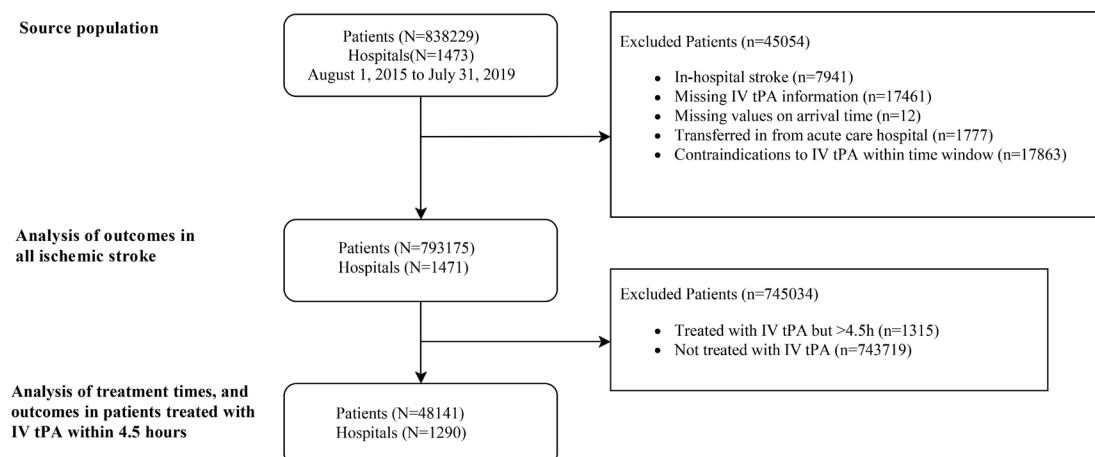 Source population
Patients (N=838229)
Hospitals(N=1473)
August 1, 2015 to July 31, 2019
Excluded Patients (n=45054)
• In-hospital stroke (n=7941)
• Missing IV tPA information (n=17461)
• Missing values on arrival time (n=12)
• Transferred in from acute care hospital (n=1777)
• Contraindications to IV tPA within time window (n=17863)
Analysis of outcomes in
all ischemic stroke
Patients (N=793175)
Hospitals (N=1471)
Excluded Patients (n=745034)
• Treated with IV tPA but >4.5h (n=1315)
• Not treated with IV tPA (n=743719)
Analysis of treatment times, and
outcomes in patients treated with
IV tPA within 4.5 hours
Patients (N=48141)
Hospitals (N=1290)